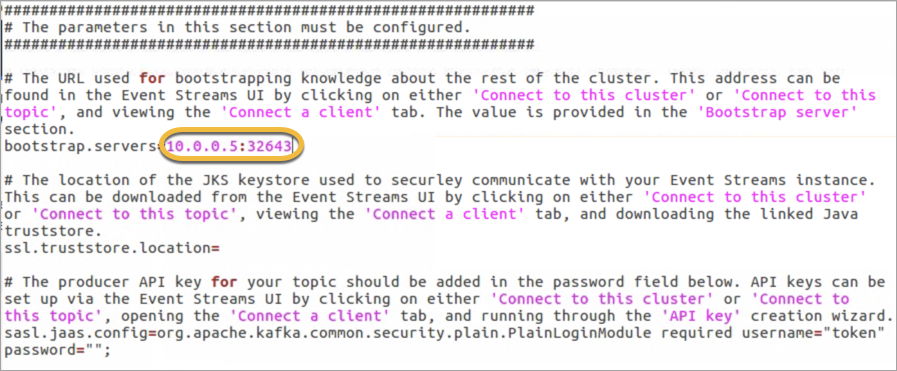 ###########################################################
# The parameters in this section must be configured.
###########################################################
# The URL used for bootstrapping knowledge about the rest of the cluster. This address can be
found in the Event Streams UI by clicking on either 'Connect to this cluster' or 'Connect to this
topic', and viewing the 'Connect a client' tab. The value is provided in the 'Bootstrap server'
section.
bootstrap.servers=10.0.0.5:32643
# The location of the JKS keystore used to securley communicate with your Event Streams instance.
This can be downloaded from the Event Streams UI by clicking on either 'Connect to this cluster'
or 'Connect to this topic', viewing the 'Connect a client' tab, and downloading the linked Java
truststore.
ssl.truststore.location=
# The producer API key for your topic should be added in the password field below. API keys can be
set up via the Event Streams UI by clicking on either 'Connect to this cluster' or 'Connect to
this topic', opening the 'Connect a client' tab, and running through the 'API key' creation wizard.
sasl.jaas.config=org.apache.kafka.common.security.plain.PlainLoginModule required username="token"
password="";